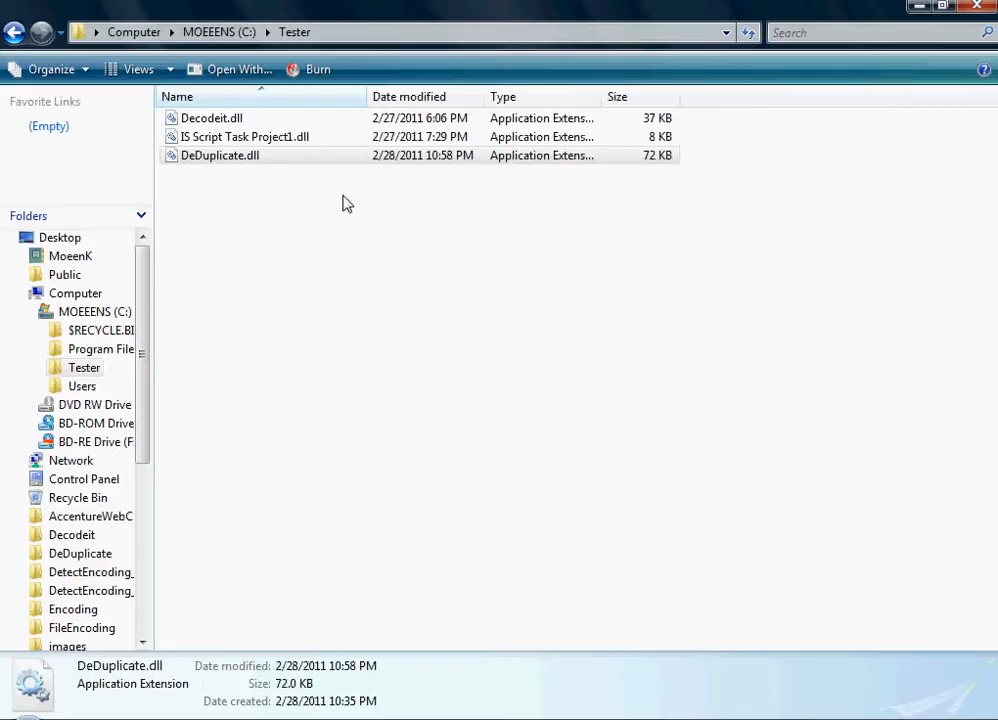 Computer MOEEENS (C:) Tester
Search
Organize Views Open With... Burn
Favorite Links
(Empty)
Name Date modified Type Size
Decodeit.dll 2/27/2011 6:06 PM Application Extens... 37 KB
IS Script Task Project1.dll 2/27/2011 7:29 PM Application Extens... 8 KB
DeDuplicate.dll 2/28/2011 10:58 PM Application Extens... 72 KB
Folders
Desktop
MoeenK
Public
Computer
MOEEENS (C:)
$RECYCLE.BI
Program File
Tester
Users
DVD RW Drive
BD-ROM Drive
BD-RE Drive (F
Network
Control Panel
Recycle Bin
AccentureWebC
Decodeit
DeDuplicate
DetectEncoding_
DetectEncoding_
Encoding
FileEncoding
images
DeDuplicate.dll Date modified: 2/28/2011 10:58 PM
Application Extension Size: 72.0 KB
Date created: 2/28/2011 10:35 PM